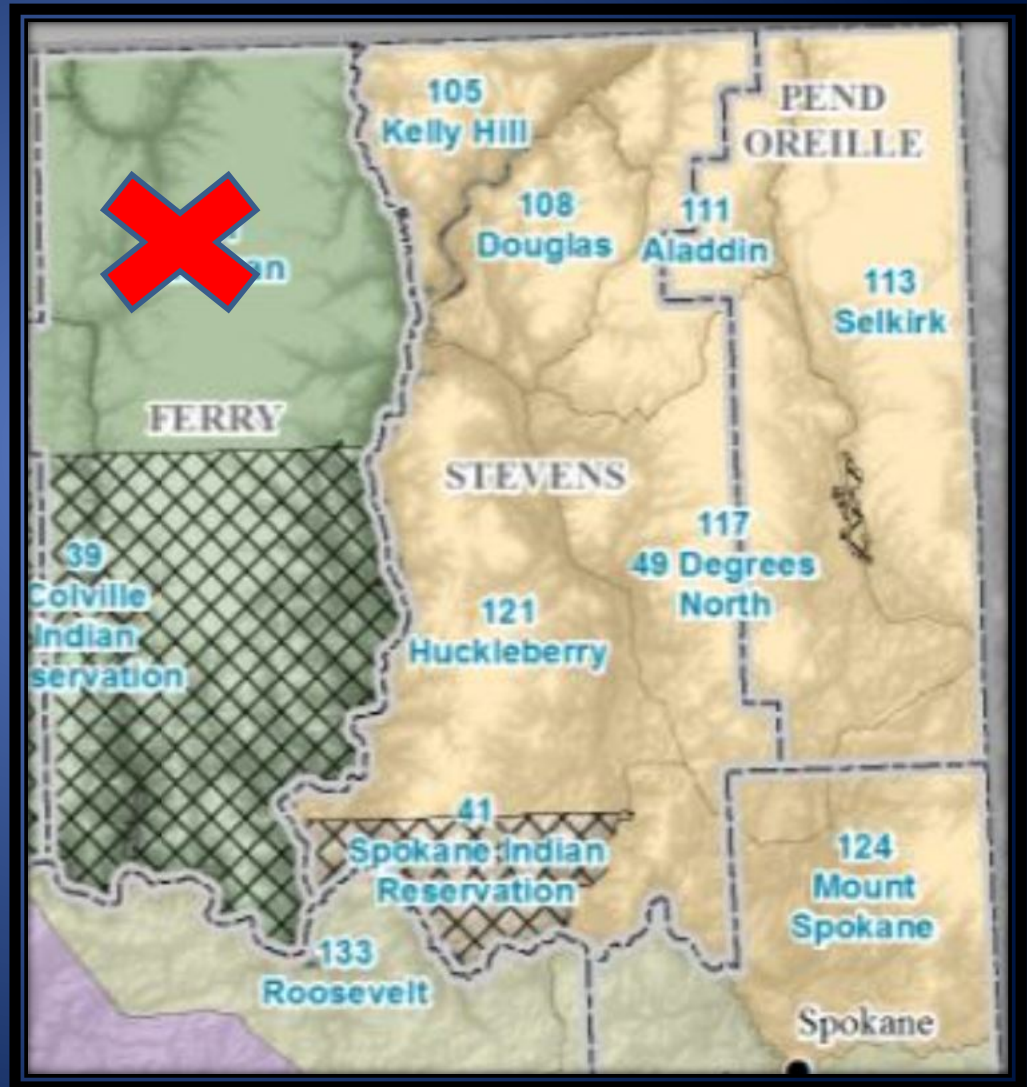 105
Kelly Hill
PEND
OREILLE
108
Douglas
111
Aladdin
113
Selkirk
FERRY
STEVENS
117
49 Degrees
North
39
Colville
Indian
servation
121
Huckleberry
41
Spokane Indian
Reservation
124
Mount
Spokane
133
Roosevelt
Spokane